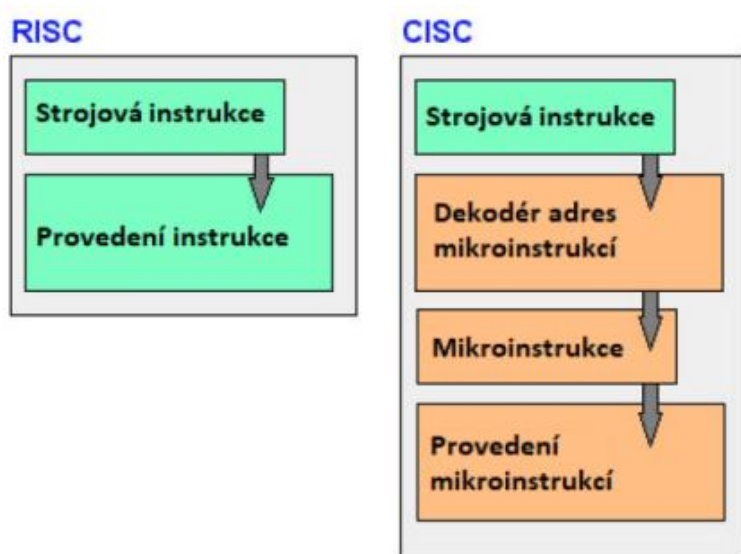 RISC
Strojová instrukce
Provedení instrukce
CISC
Strojová instrukce
Dekodér adres
mikroinstrukcí
Mikroinstrukce
Provedení
mikroinstrukcí